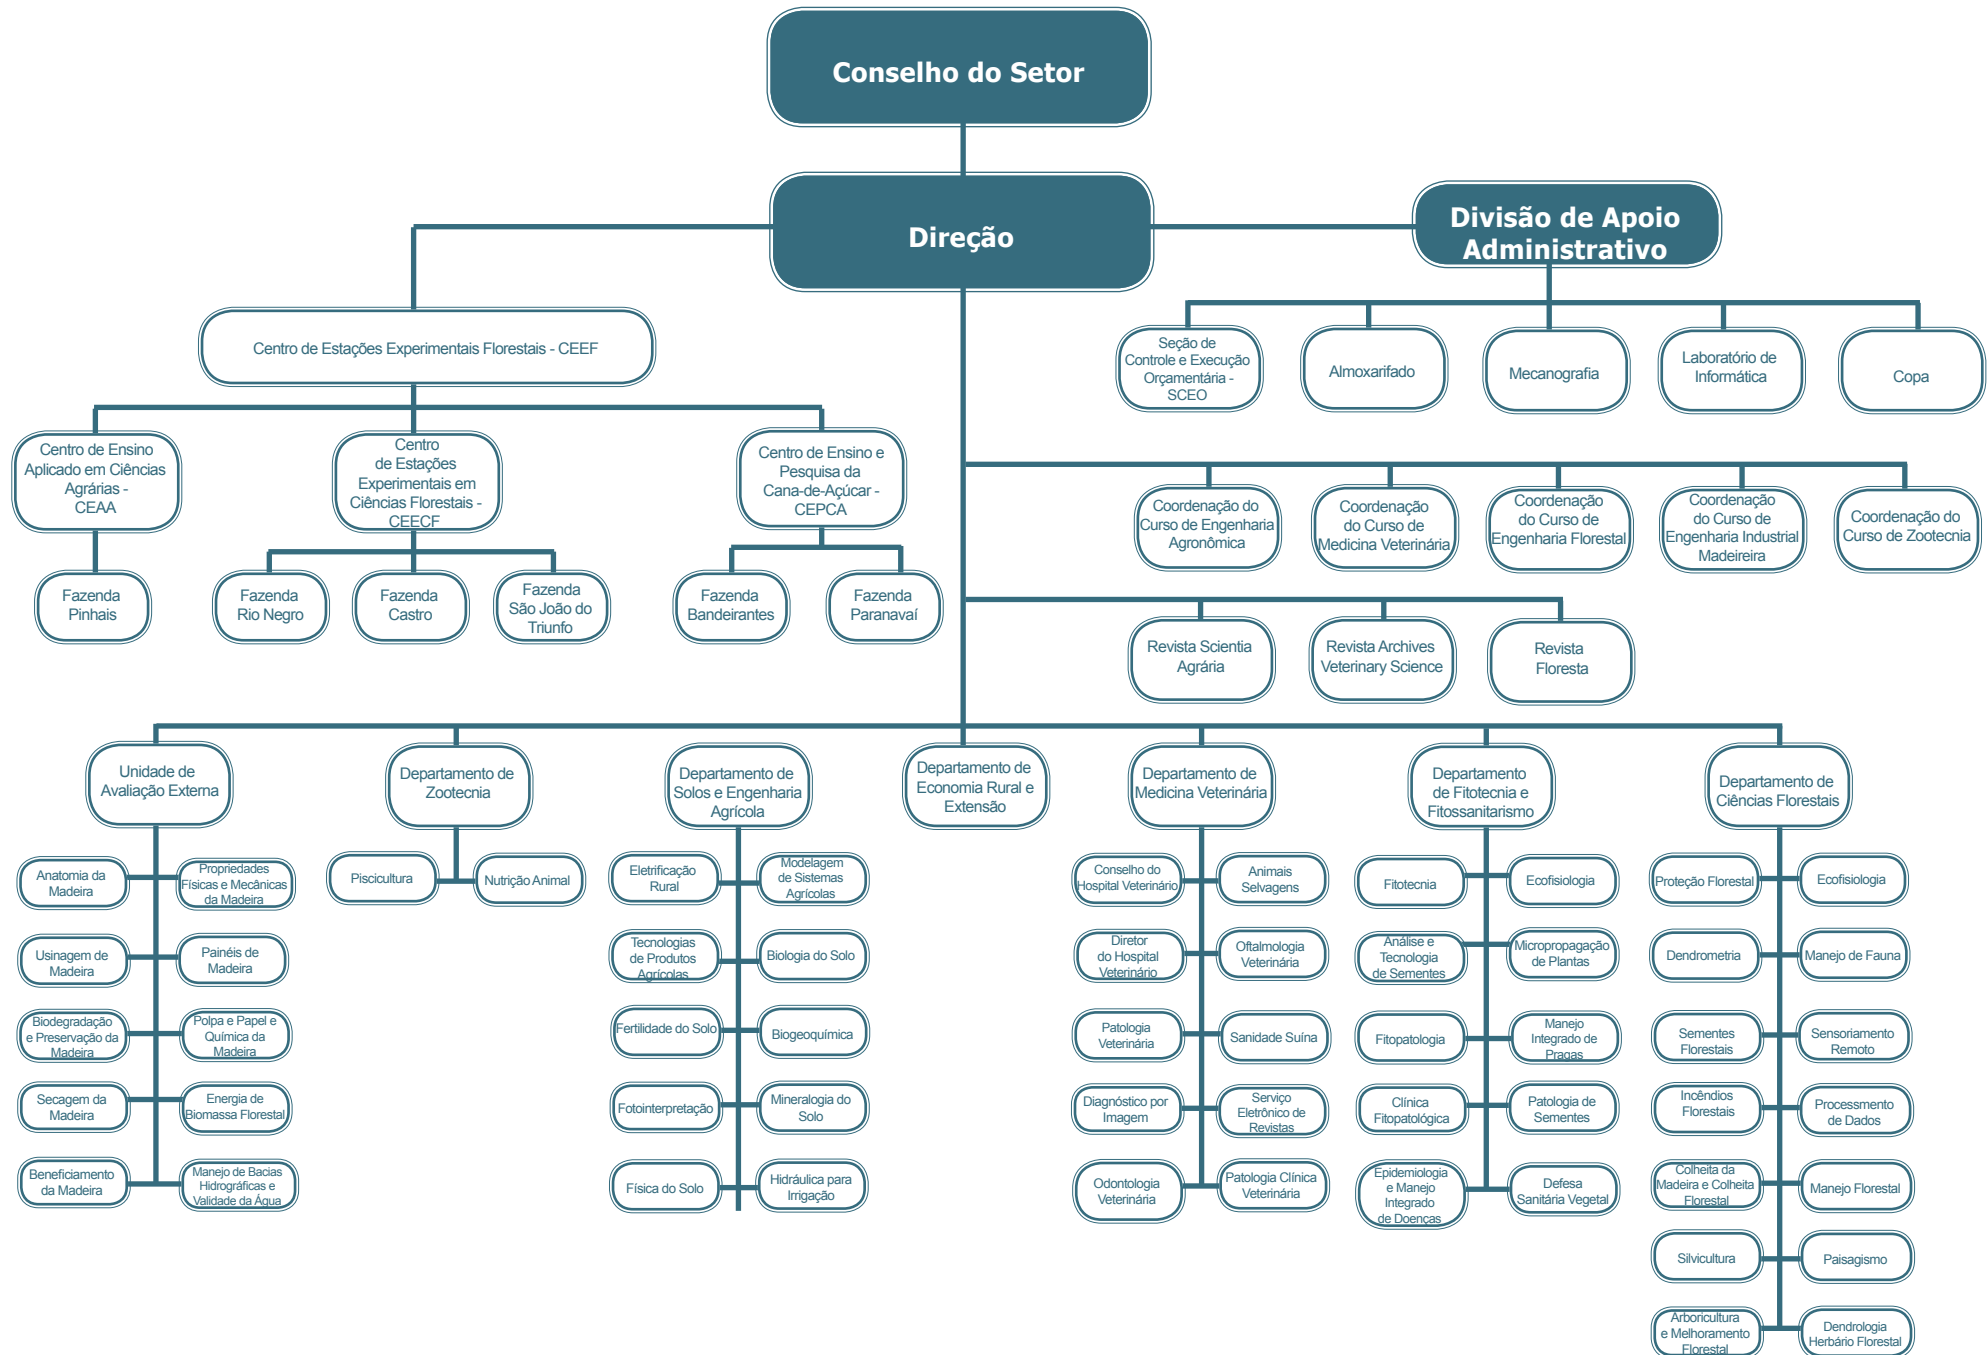 Conselho do Setor
Direção
Divisão de Apoio
Administrativo
Centro de Estações Experimentais Florestais - CEEF
Seção de
Controle e Execução
Orçamentária -
SCEO
Almoxarifado
Mecanografia
Laboratório de
Informática
Copa
Centro de Ensino
Aplicado em Ciências
Agrárias -
CEAA
Centro
de Estações
Experimentais em
Ciências Florestais -
CEECF
Centro de Ensino e
Pesquisa da
Cana-de-Açúcar -
CEPCA
Coordenação do
Curso de Engenharia
Agronômica
Coordenação
do Curso de
Medicina Veterinária
Coordenação
do Curso de
Engenharia Florestal
Coordenação
do Curso de
Engenharia Industrial
Madeireira
Coordenação do
Curso de Zootecnia
Fazenda
Pinhais
Fazenda
Rio Negro
Fazenda
Castro
Fazenda
São João do
Triunfo
Fazenda
Bandeirantes
Fazenda
Paranavaí
Revista Scientia
Agrária
Revista Archives
Veterinary Science
Revista
Floresta
Unidade de
Avaliação Externa
Departamento de
Zootecnia
Departamento de
Solos e Engenharia
Agrícola
Departamento de
Economia Rural e
Extensão
Departamento de
Medicina Veterinária
Departamento
de Fitotecnia e
Fitossanitarismo
Departamento de
Ciências Florestais
Anatomia da
Madeira
Propriedades
Físicas e Mecânicas
da Madeira
Usinagem de
Madeira
Painéis de
Madeira
Biodegradação
e Preservação da
Madeira
Polpa e Papel e
Química da
Madeira
Secagem da
Madeira
Energia de
Biomassa Florestal
Beneficiamento
da Madeira
Manejo de Bacias
Hidrográficas e
Validade da Água
Piscicultura
Nutrição Animal
Eletrificação
Rural
Modelagem
de Sistemas
Agrícolas
Tecnologias
de Produtos
Agrícolas
Biologia do Solo
Fertilidade do Solo
Biogeoquímica
Fotointerpretação
Mineralogia do
Solo
Física do Solo
Hidráulica para
Irrigação
Conselho do
Hospital Veterinário
Animais
Selvagens
Diretor
do Hospital
Veterinário
Oftalmologia
Veterinária
Patologia
Veterinária
Sanidade Suína
Diagnóstico por
Imagem
Serviço
Eletrônico de
Revistas
Odontologia
Veterinária
Patologia Clínica
Veterinária
Fitotecnia
Ecofisiologia
Análise e
Tecnologia
de Sementes
Micropropagação
de Plantas
Fitopatologia
Manejo
Integrado de
Pragas
Clínica
Fitopatológica
Patologia de
Sementes
Epidemiologia
e Manejo
Integrado
de Doenças
Defesa
Sanitária Vegetal
Proteção Florestal
Ecofisiologia
Dendrometria
Manejo de Fauna
Sementes
Florestais
Sensoriamento
Remoto
Incêndios
Florestais
Processmento
de Dados
Colheita da
Madeira e Colheita
Florestal
Manejo Florestal
Silvicultura
Paisagismo
Arboricultura
e Melhoramento
Florestal
Dendrologia
Herbário Florestal